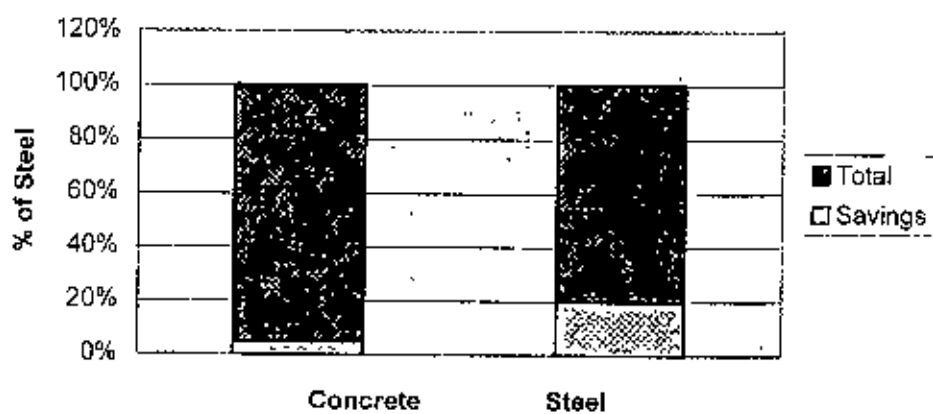 120%
100%
80%
60%
40%
20%
0%
% of Steel
Concrete
Steel
Total
Savings